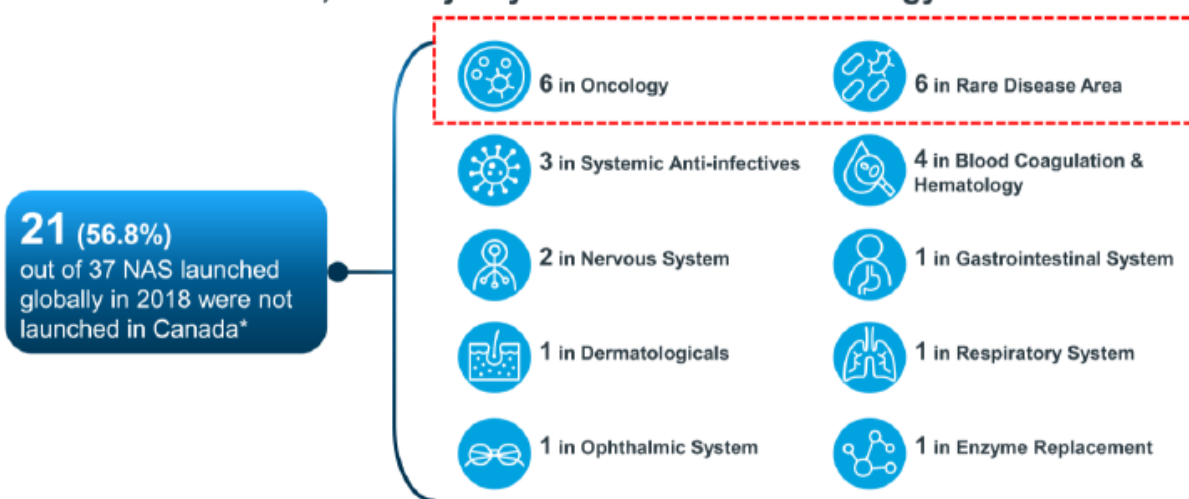 6 in Oncology
6 in Rare Disease Area
3 in Systemic Anti-infectives
4 in Blood Coagulation &
Hematology
21 (56.8%)
out of 37 NAS launched
globally in 2018 were not
launched in Canada*
2 in Nervous System
1 in Gastrointestinal System
1 in Dermatologicals
1 in Respiratory System
1 in Ophthalmic System
1 in Enzyme Replacement